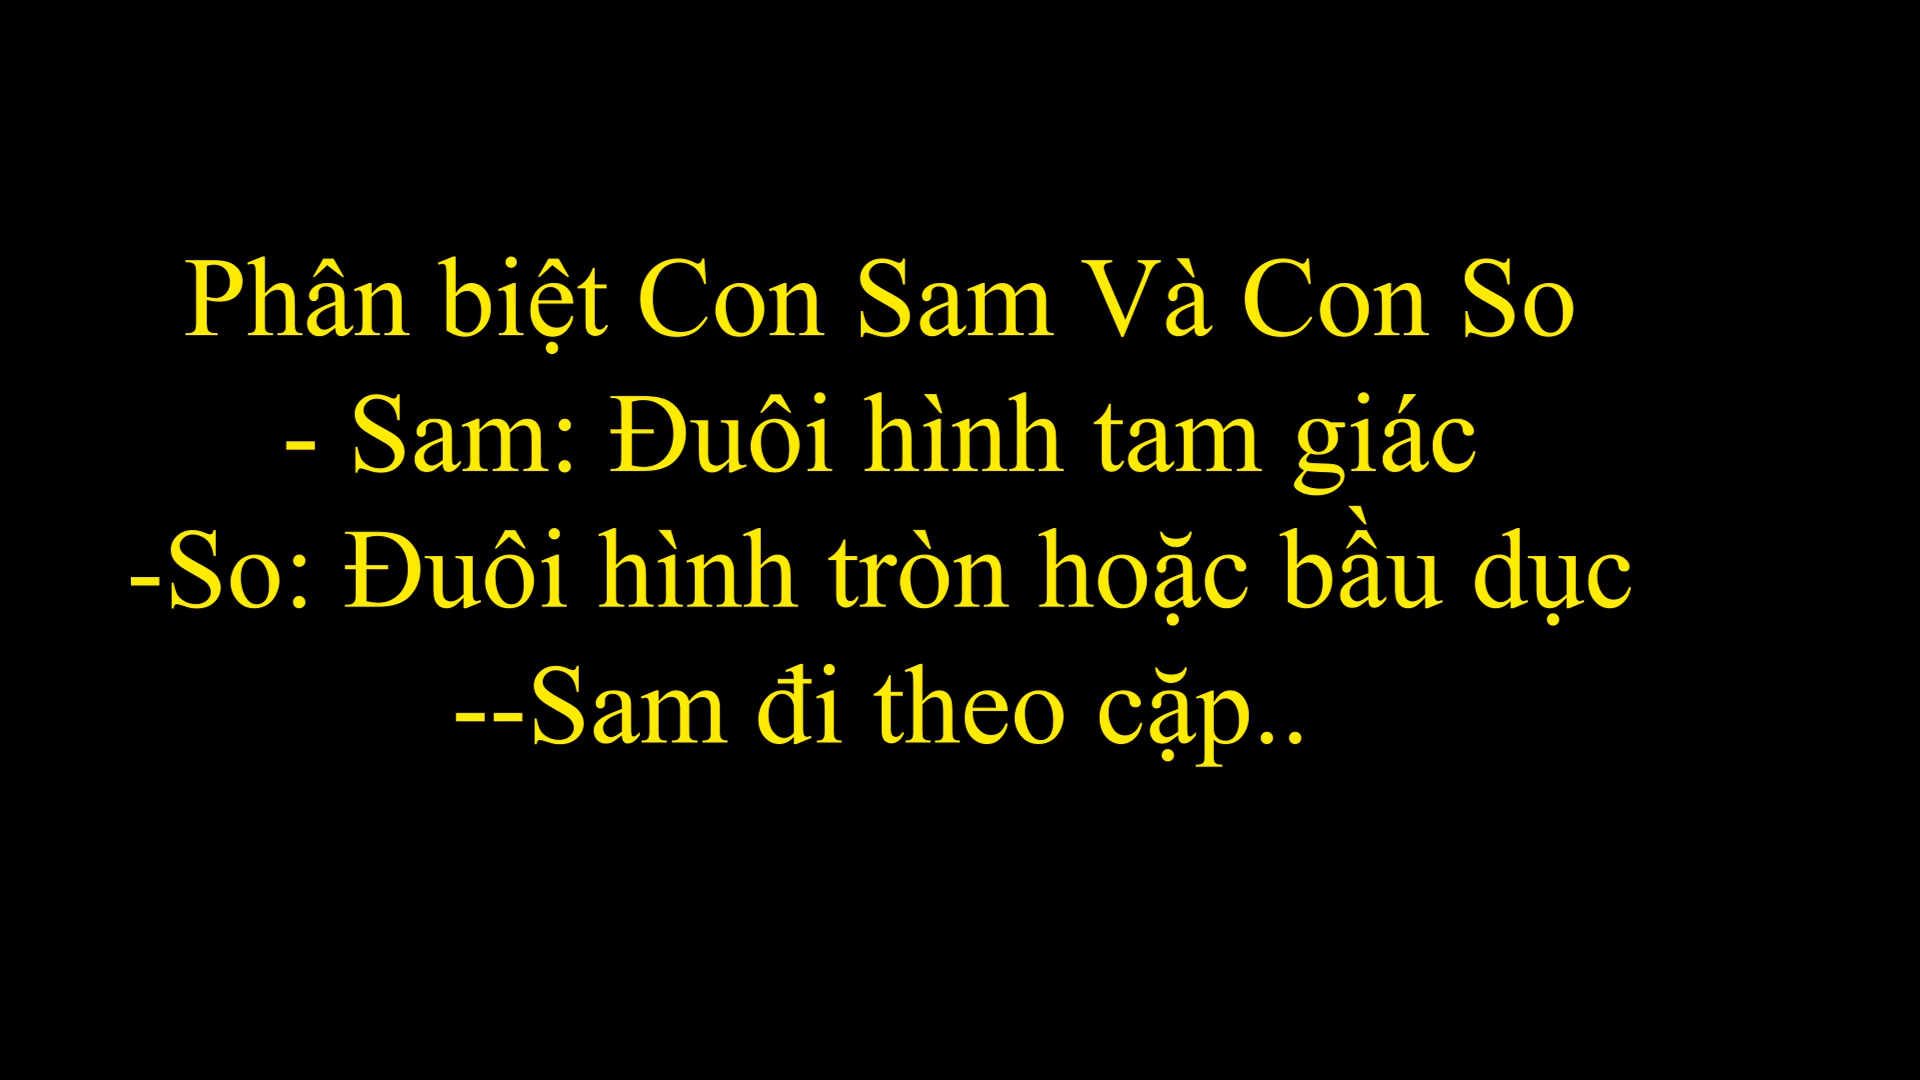 Phân biệt Con Sam Và Con So
- Sam: Đuôi hình tam giác
-So: Đuôi hình tròn hoặc bầu dục
--Sam đi theo cặp..